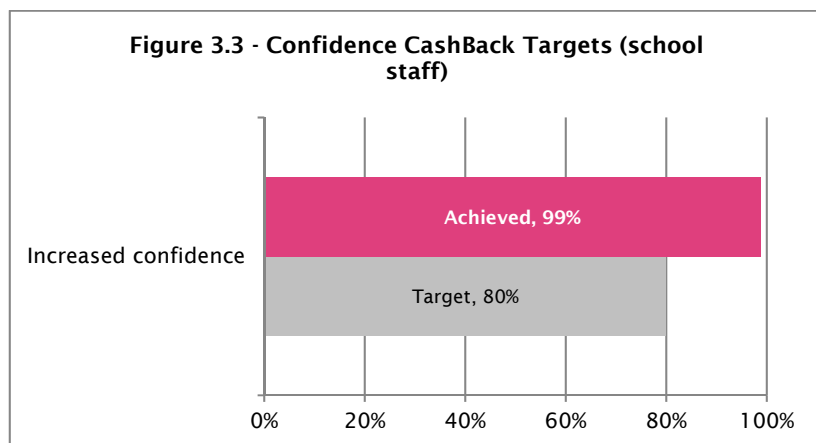 Figure 3.3 - Confidence CashBack Targets (school
staff)
Achieved, 99%
Increased confidence
Target, 80%
0% 20% 40% 60% 80% 100%